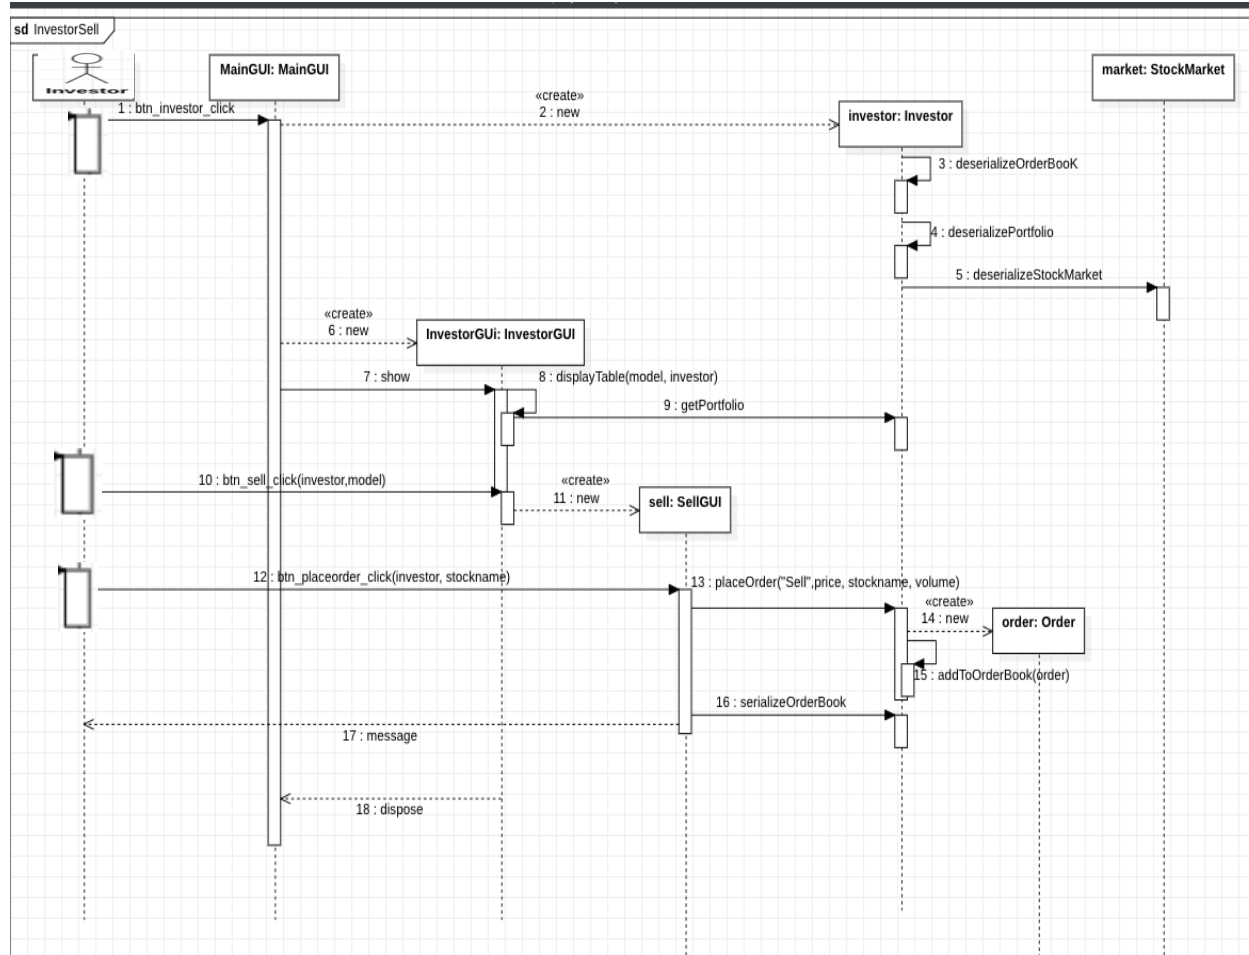 sd InvestorSell
Investor
MainGUI: MainGUI
market: StockMarket
1 : btn_investor_click
«create»
2 : new
investor: Investor
3 : deserializeOrderBooK
4 : deserializePortfolio
5 : deserializeStockMarket
«create»
6 : new
InvestorGUi: InvestorGUI
7 : show
8 : displayTable(model, investor)
9 : getPortfolio
10 : btn_sell_click(investor,model)
«create»
11 : new
sell: SellGUI
12 : btn_placeorder_click(investor, stockname)
13 : placeOrder("Sell",price, stockname, volume)
«create»
14 : new
order: Order
15 : addToOrderBook(order)
16 : serializeOrderBook
17 : message
18 : dispose